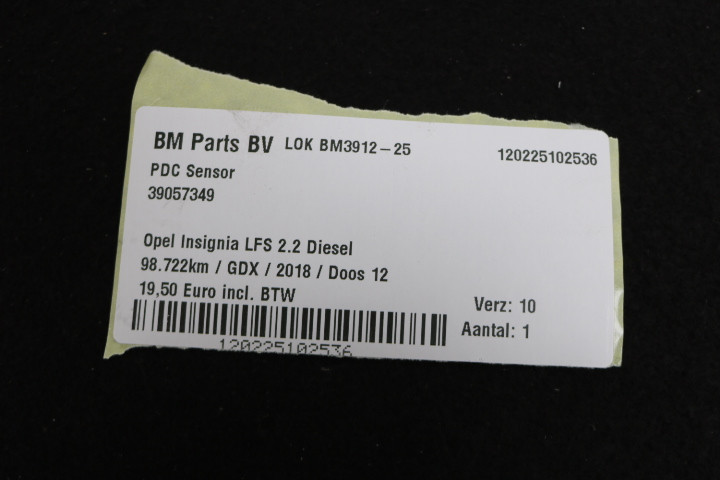 BM Parts BV LOK BM3912-25 120225102536
PDC Sensor
39057349
Opel Insignia LFS 2.2 Diesel
98.722km / GDX / 2018 / Doos 12
19,50 Euro incl. BTW
Verz: 10
Aantal: 1
120225102536